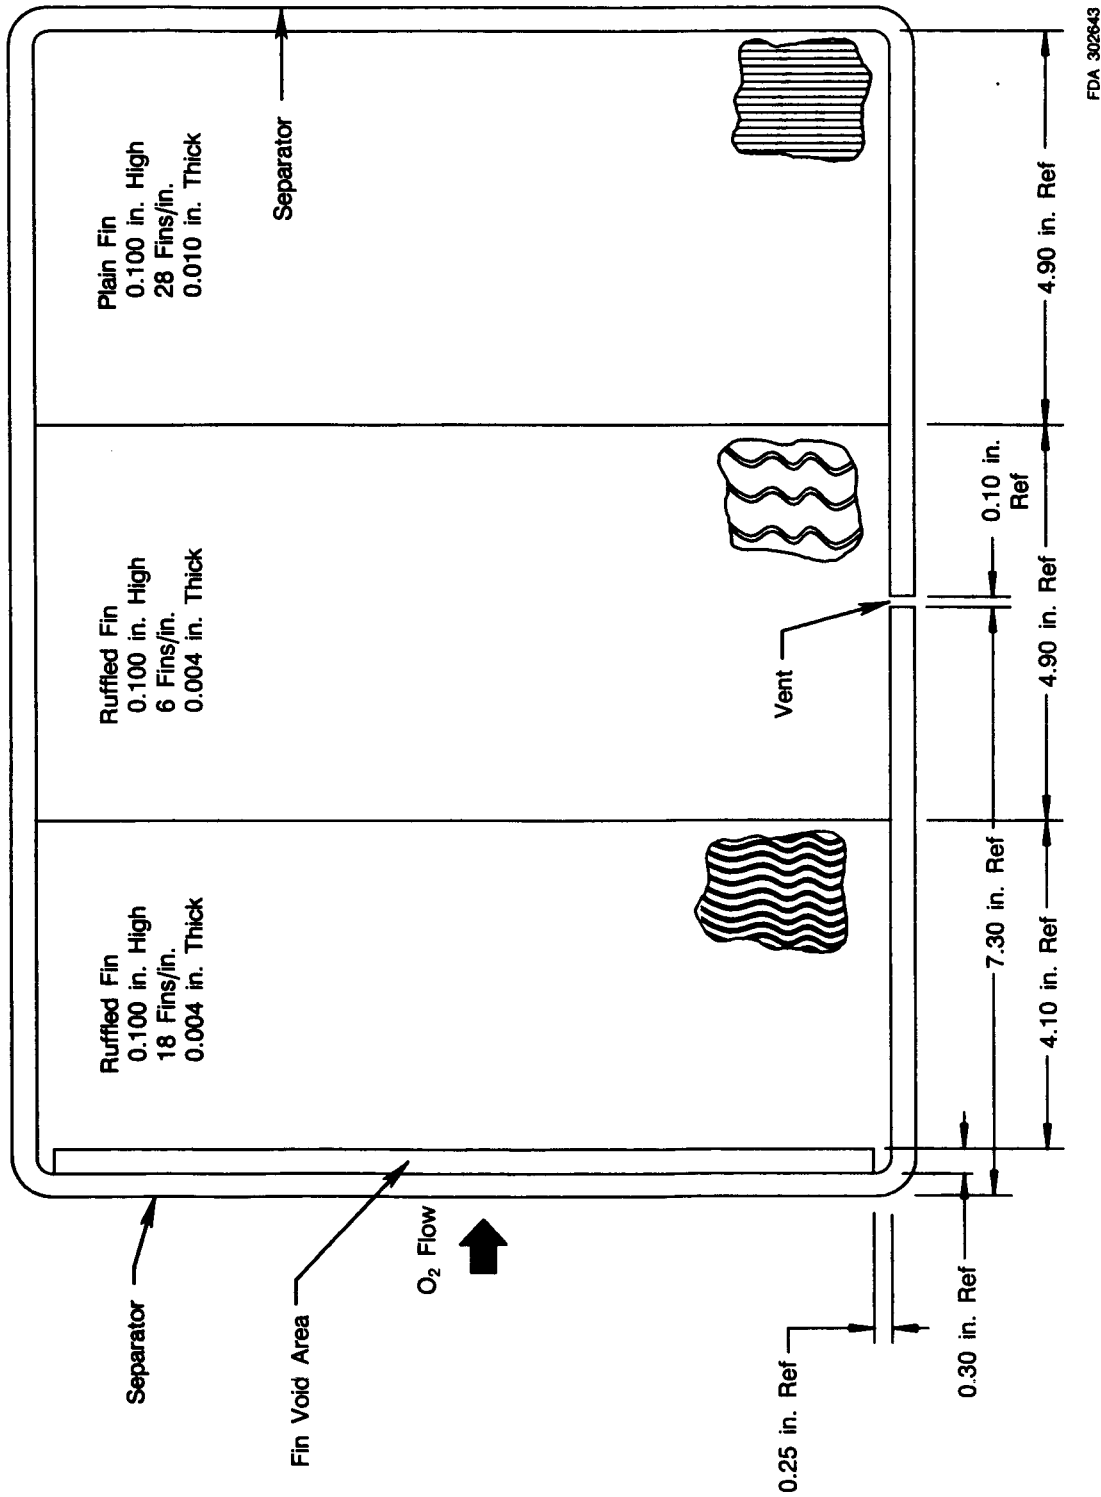 Separator
Fin Void Area
O₂ Flow
Ruffled Fin
0.100 in. High
18 Fins/in.
0.004 in. Thick
Ruffled Fin
0.100 in. High
6 Fins/in.
0.004 in. Thick
Plain Fin
0.100 in. High
28 Fins/in.
0.010 in. Thick
Separator
Vent
0.25 in. Ref
0.30 in. Ref
7.30 in. Ref
0.10 in.
Ref
4.10 in. Ref
4.90 in. Ref
4.90 in. Ref
FDA 302643